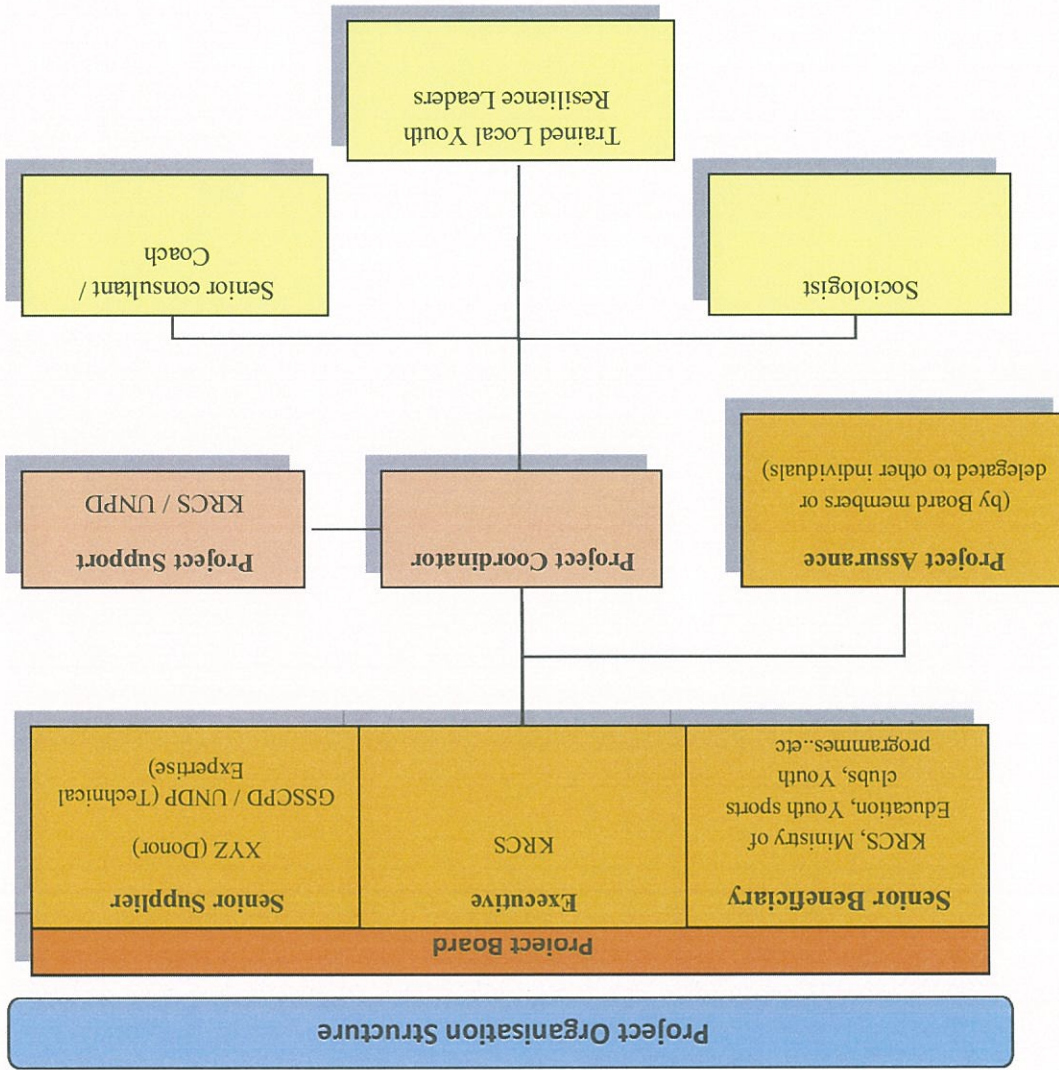 Project Organisation Structure
Project Board
Senior Beneficiary
KRCS, Ministry of
Education, Youth sports
clubs, Youth
programmes..etc
Executive
KRCS
Senior Supplier
XYZ (Donor)
GSSCPD / UNDP (Technical
Expertise)
Project Assurance
(by Board members or
delegated to other individuals)
Project Coordinator
Project Support
KRCS / UNPD
Sociologist
Senior consultant /
Coach
Trained Local Youth
Resilience Leaders